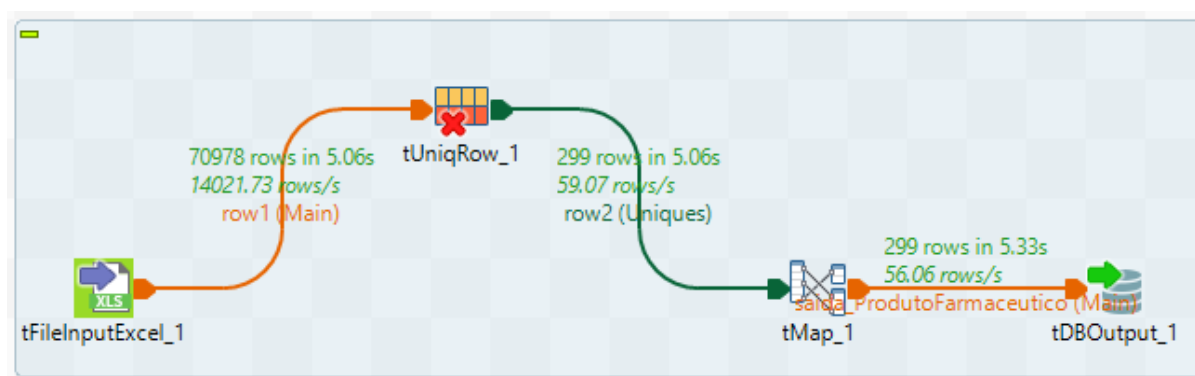 70978 rows in 5.06s
14021.73 rows/s
row1 (Main)
tUniqRow_1
299 rows in 5.06s
59.07 rows/s
row2 (Uniques)
299 rows in 5.33s
56.06 rows/s
saida_ProdutoFarmaceutico (Main)
XLS
tFileInputExcel_1
tMap_1
tDBOutput_1